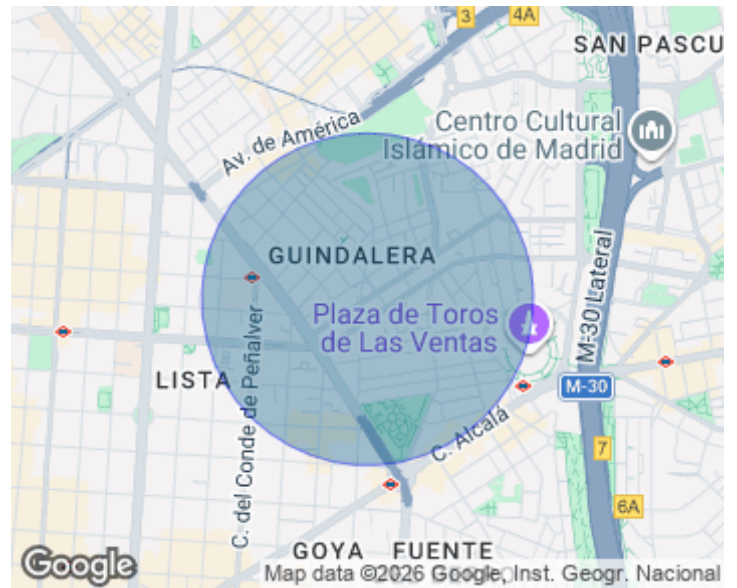 3
4A
SAN PASCU
Av. de América
Centro Cultural
Islámico de Madrid
GUINDALERA
M-30 Lateral
Plaza de Toros
de Las Ventas
C. del Conde de Peñalver
LISTA
M-30
C. Alcalá
7
6A
GOYA FUENTE
Google
Map data ©2026 Google, Inst. Geogr. Nacional